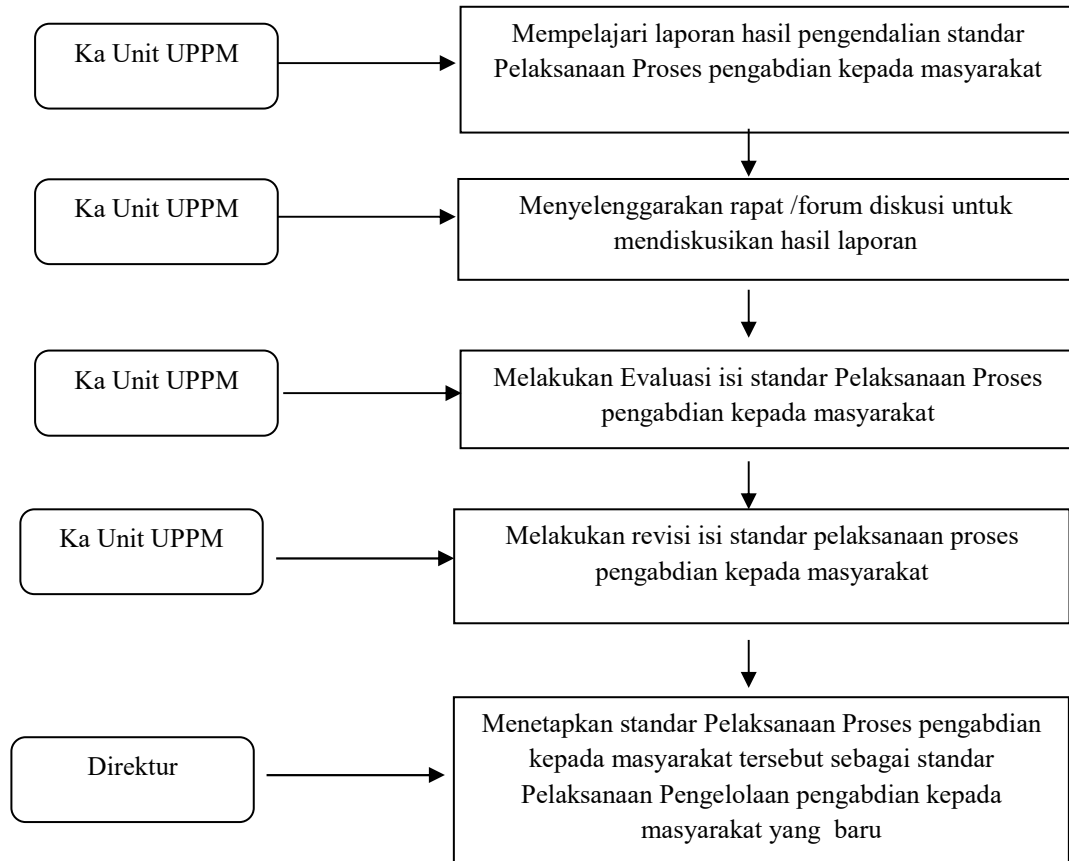 Ka Unit UPPM
Mempelajari laporan hasil pengendalian standar
Pelaksanaan Proses pengabdian kepada masyarakat
Ka Unit UPPM
Menyelenggarakan rapat /forum diskusi untuk
mendiskusikan hasil laporan
Ka Unit UPPM
Melakukan Evaluasi isi standar Pelaksanaan Proses
pengabdian kepada masyarakat
Ka Unit UPPM
Melakukan revisi isi standar pelaksanaan proses
pengabdian kepada masyarakat
Direktur
Menetapkan standar Pelaksanaan Proses pengabdian
kepada masyarakat tersebut sebagai standar
Pelaksanaan Pengelolaan pengabdian kepada
masyarakat yang  baru